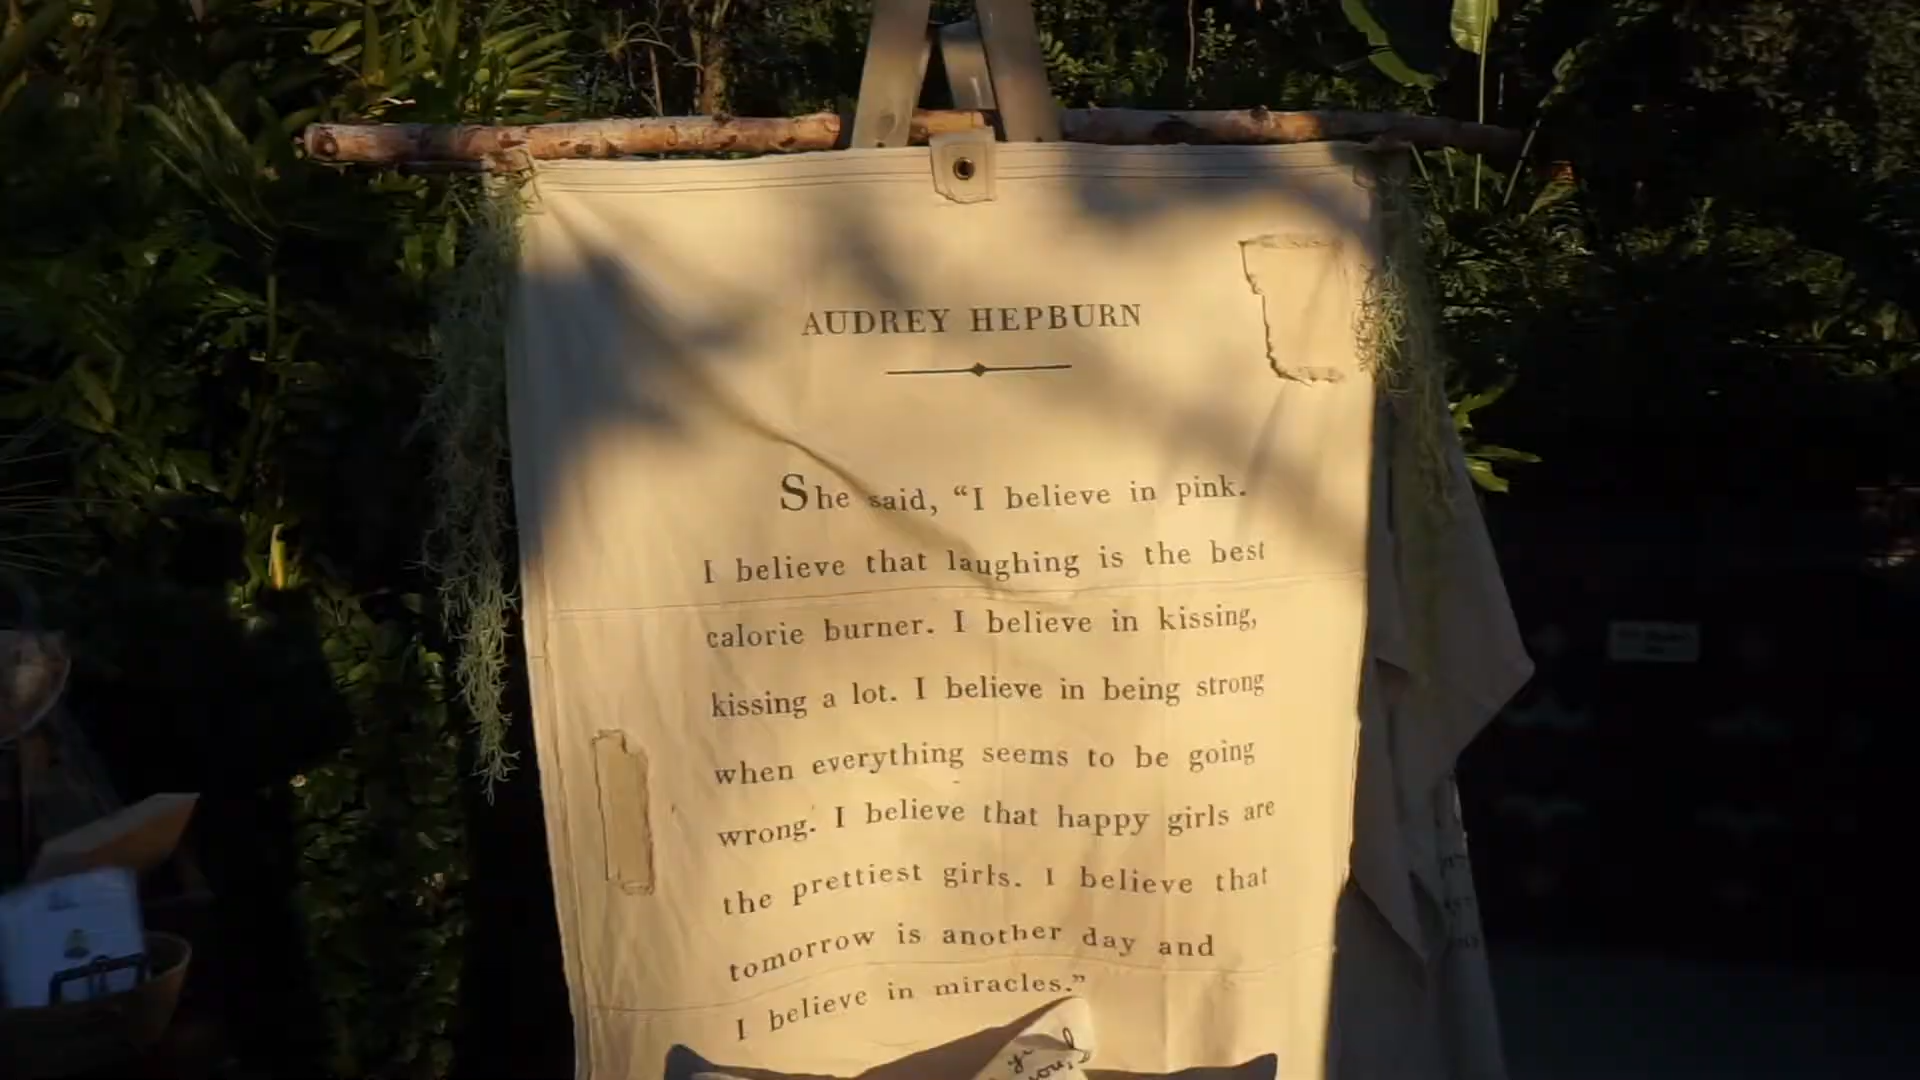 AUDREY HEPBURN
She said, “I believe in pink.
I believe that laughing is the best
calorie burner. I believe in kissing,
kissing a lot. I believe in being strong
when everything seems to be going
wrong. I believe that happy girls are
the prettiest girls. I believe that
tomorrow is another day and
I believe in miracles.”